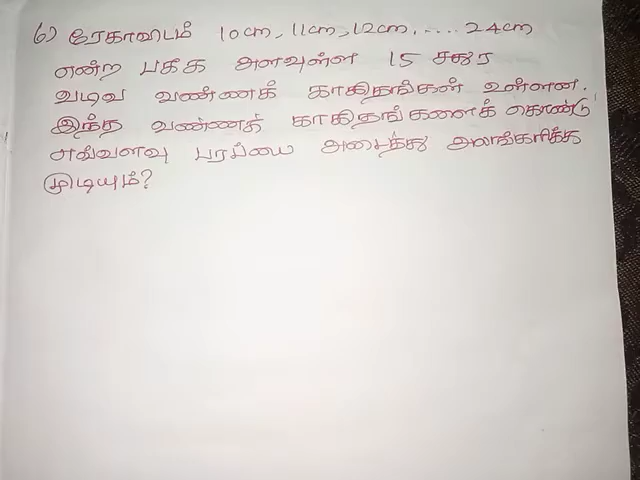 6) ரேகாவிடம் 10cm, 11cm, 12cm, .... 24cm
என்ற பக்க அளவுள்ள 15 சதுர
வடிவ வண்ணக் காகிதங்கள் உள்ளன.
இந்த வண்ணக் காகிதங்களைக் கொண்டு
எவ்வளவு பரப்பை அடைத்து அலங்கரிக்க
முடியும்?